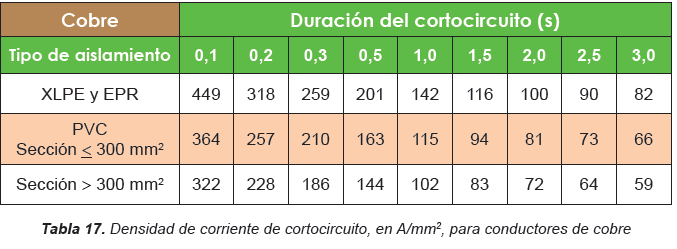 Cobre Duración del cortocircuito (s)
Tipo de aislamiento 0,1 0,2 0,3 0,5 1,0 1,5 2,0 2,5 3,0
XLPE y EPR 449 318 259 201 142 116 100 90 82
PVC
Sección ≤ 300 mm² 364 257 210 163 115 94 81 73 66
Sección > 300 mm² 322 228 186 144 102 83 72 64 59
Tabla 17. Densidad de corriente de cortocircuito, en A/mm², para conductores de cobre